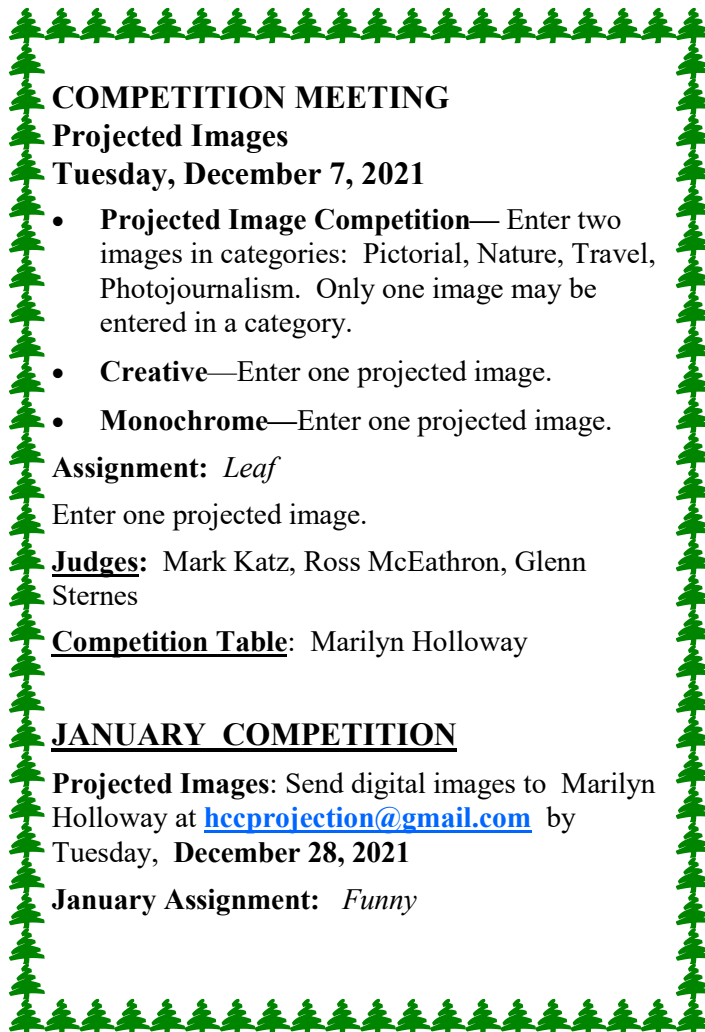 COMPETITION MEETING
Projected Images
Tuesday, December 7, 2021
• Projected Image Competition— Enter two
images in categories:  Pictorial, Nature, Travel,
Photojournalism.  Only one image may be
entered in a category.
• Creative—Enter one projected image.
• Monochrome—Enter one projected image.
Assignment:  Leaf
Enter one projected image.
Judges:  Mark Katz, Ross McEathron, Glenn
Sternes
Competition Table:  Marilyn Holloway
JANUARY  COMPETITION
Projected Images: Send digital images to  Marilyn
Holloway at hccprojection@gmail.com  by
Tuesday,  December 28, 2021
January Assignment:   Funny